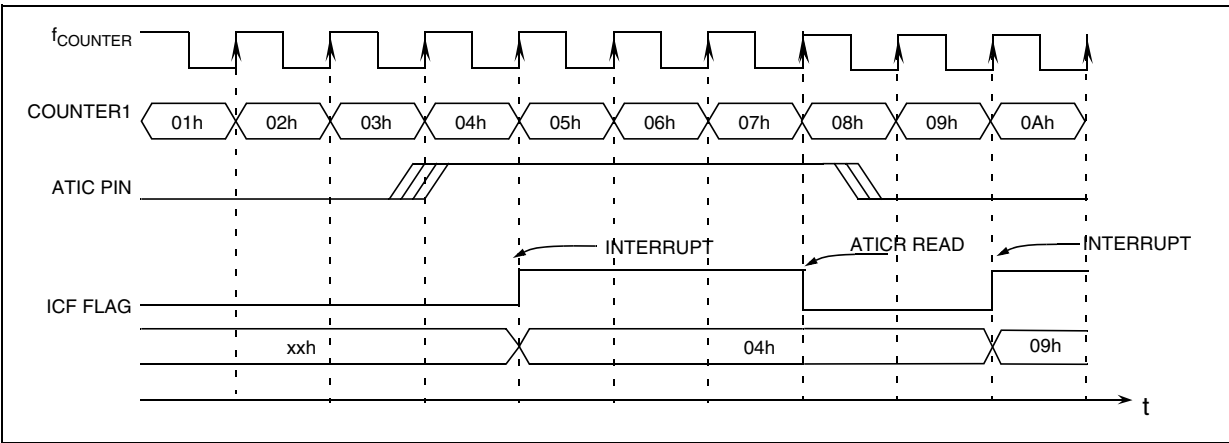 fCOUNTER
COUNTER1
01h 02h 03h 04h 05h 06h 07h 08h 09h 0Ah
ATIC PIN
INTERRUPT ATICR READ INTERRUPT
ICF FLAG
xxh 04h 09h
t